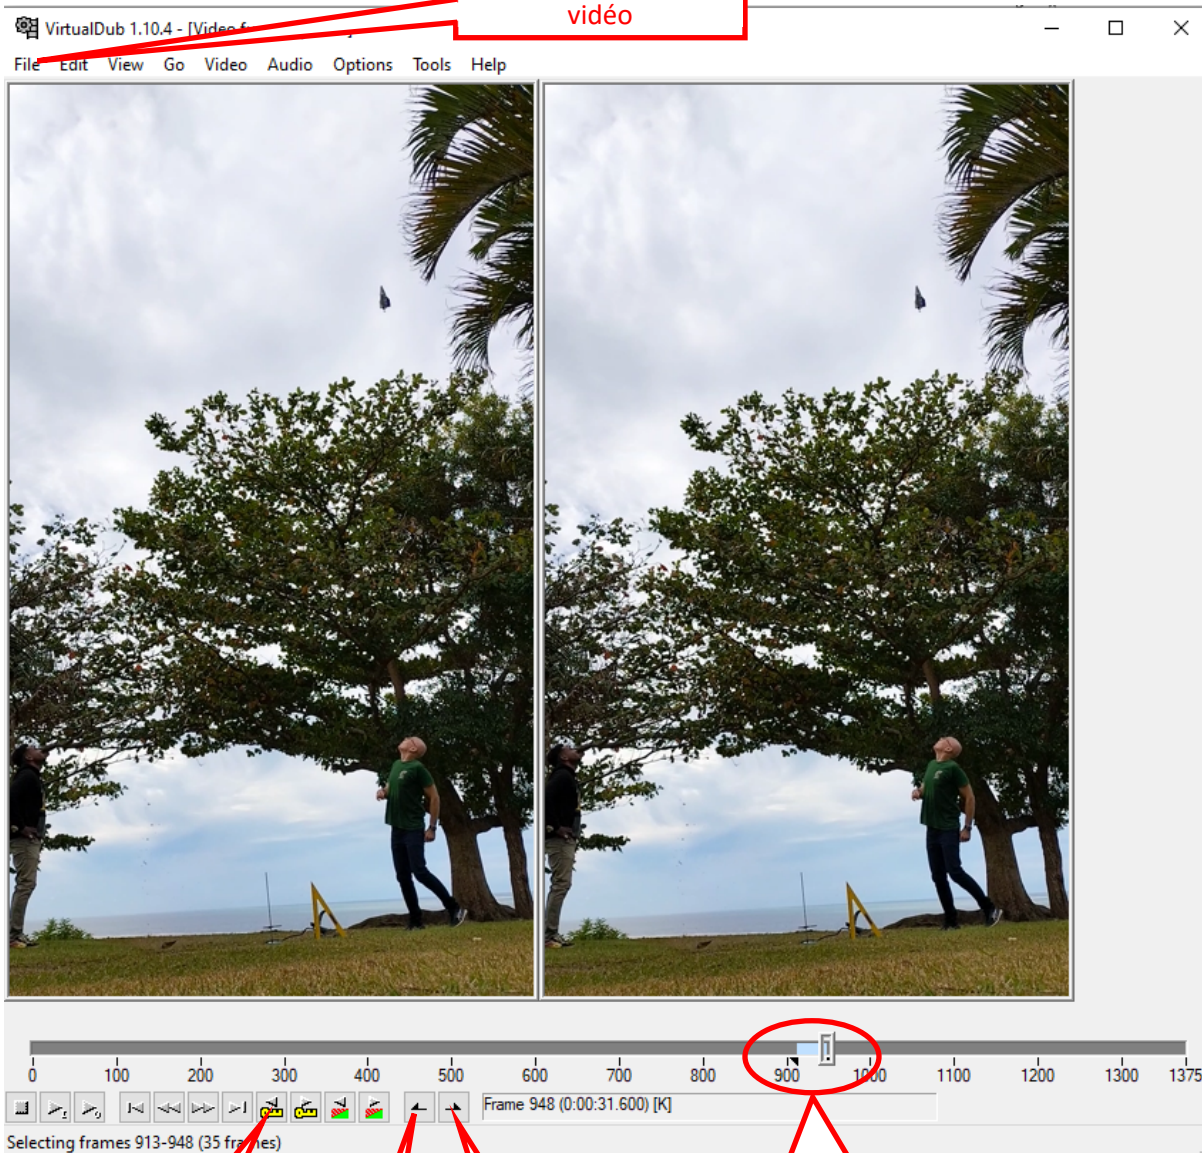 vidéo
VirtualDub 1.10.4 - [Video
File Edit View Go Video Audio Options Tools Help
0 100 200 300 400 500 600 700 800 900 1000 1100 1200 1300 1375
Frame 948 (0:00:31.600) [K]
Selecting frames 913-948 (35 frames)